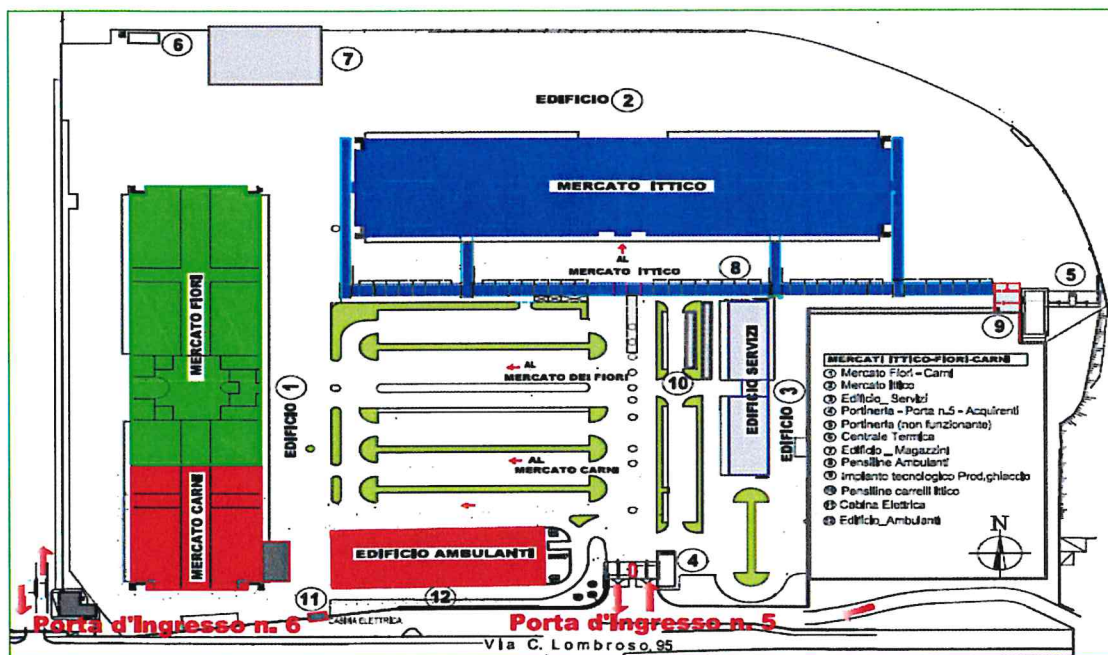 6
7
EDIFICIO 2
MERCATO ITTICO
AL
MERCATO ITTICO
8
5
9
MERCATO FIORI
EDIFICIO 1
MERCATO CARNI
AL
MERCATO DEI FIORI
10
EDIFICIO SERVIZI
EDIFICIO 3
AL
MERCATO CARNI
MERCATI ITTICO-FIORI-CARNI
1 Mercato Fiori - Carni
2 Mercato Ittico
3 Edificio_ Servizi
4 Portineria - Porta n.5 - Acquirenti
5 Portineria (non funzionante)
6 Centrale Termica
7 Edificio _ Magazzini
8 Pensiline Ambulanti
9 Impianto tecnologico Prod,ghiaccio
10 Pensiline carrelli Ittico
11 Cabina Elettrica
12 Edificio_Ambulanti
N
EDIFICIO AMBULANTI
4
11
12
CABINA ELETTRICA
Porta d'Ingresso n. 6
Porta d'Ingresso n. 5
Via C. Lombroso, 95